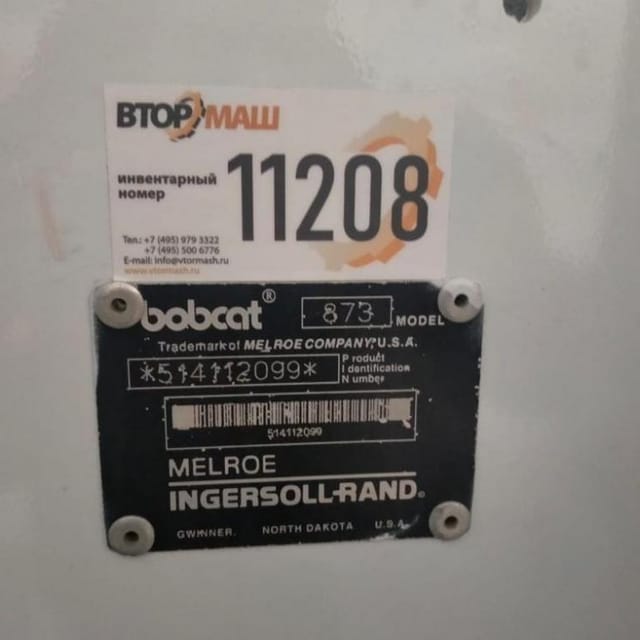 ВТОРМАШ
инвентарный
номер
11208
Тел.: +7 (495) 979 3322
+7 (495) 500 6776
E-mail: info@vtormash.ru
www.vtormash.ru
bobcat® 873 MODEL
Trademark of MELROE COMPANY, U.S.A.
*514112099* Product Identification Number
514112099
MELROE
INGERSOLL-RAND®
GWINNER. NORTH DAKOTA U.S.A.